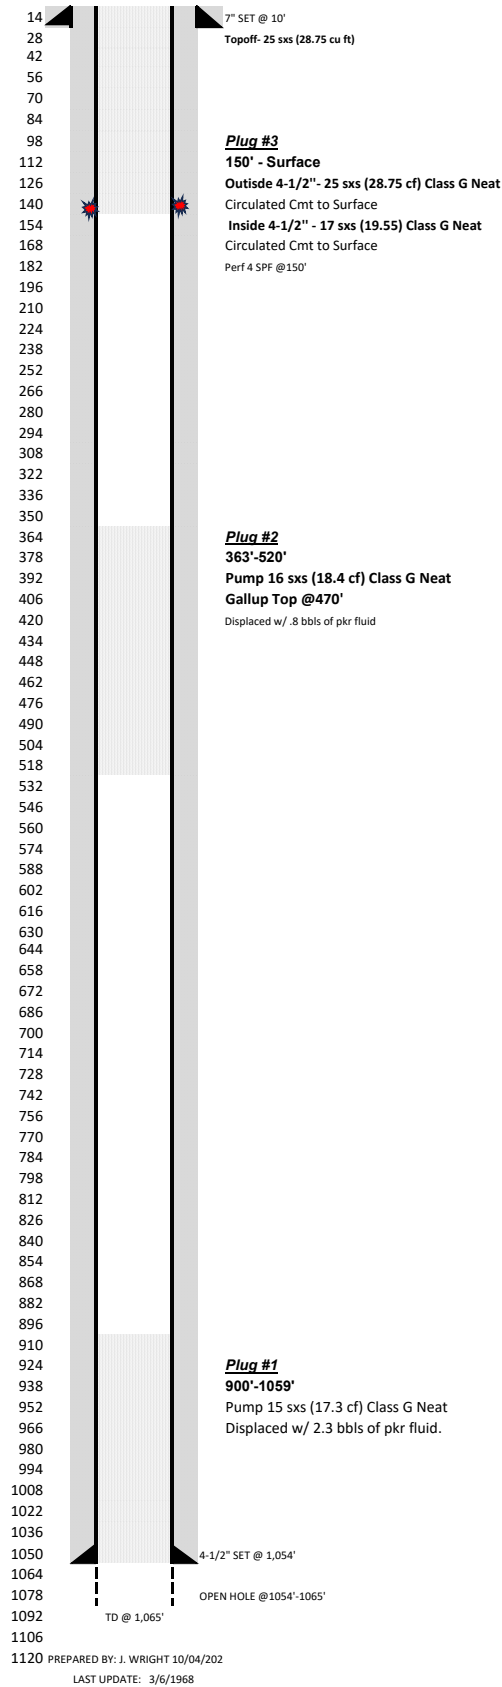 14 7" SET @ 10'
28 Topoff- 25 sxs (28.75 cu ft)
42
56
70
84
98 Plug #3
112 150' - Surface
126 Outisde 4-1/2"- 25 sxs (28.75 cf) Class G Neat
140 Circulated Cmt to Surface
154 Inside 4-1/2" - 17 sxs (19.55) Class G Neat
168 Circulated Cmt to Surface
182 Perf 4 SPF @150'
196
210
224
238
252
266
280
294
308
322
336
350
364 Plug #2
378 363'-520'
392 Pump 16 sxs (18.4 cf) Class G Neat
406 Gallup Top @470'
420 Displaced w/ .8 bbls of pkr fluid
434
448
462
476
490
504
518
532
546
560
574
588
602
616
630
644
658
672
686
700
714
728
742
756
770
784
798
812
826
840
854
868
882
896
910
924 Plug #1
938 900'-1059'
952 Pump 15 sxs (17.3 cf) Class G Neat
966 Displaced w/ 2.3 bbls of pkr fluid.
980
994
1008
1022
1036
1050 4-1/2" SET @ 1,054'
1064
1078 OPEN HOLE @1054'-1065'
1092 TD @ 1,065'
1106
1120 PREPARED BY: J. WRIGHT 10/04/202
LAST UPDATE: 3/6/1968